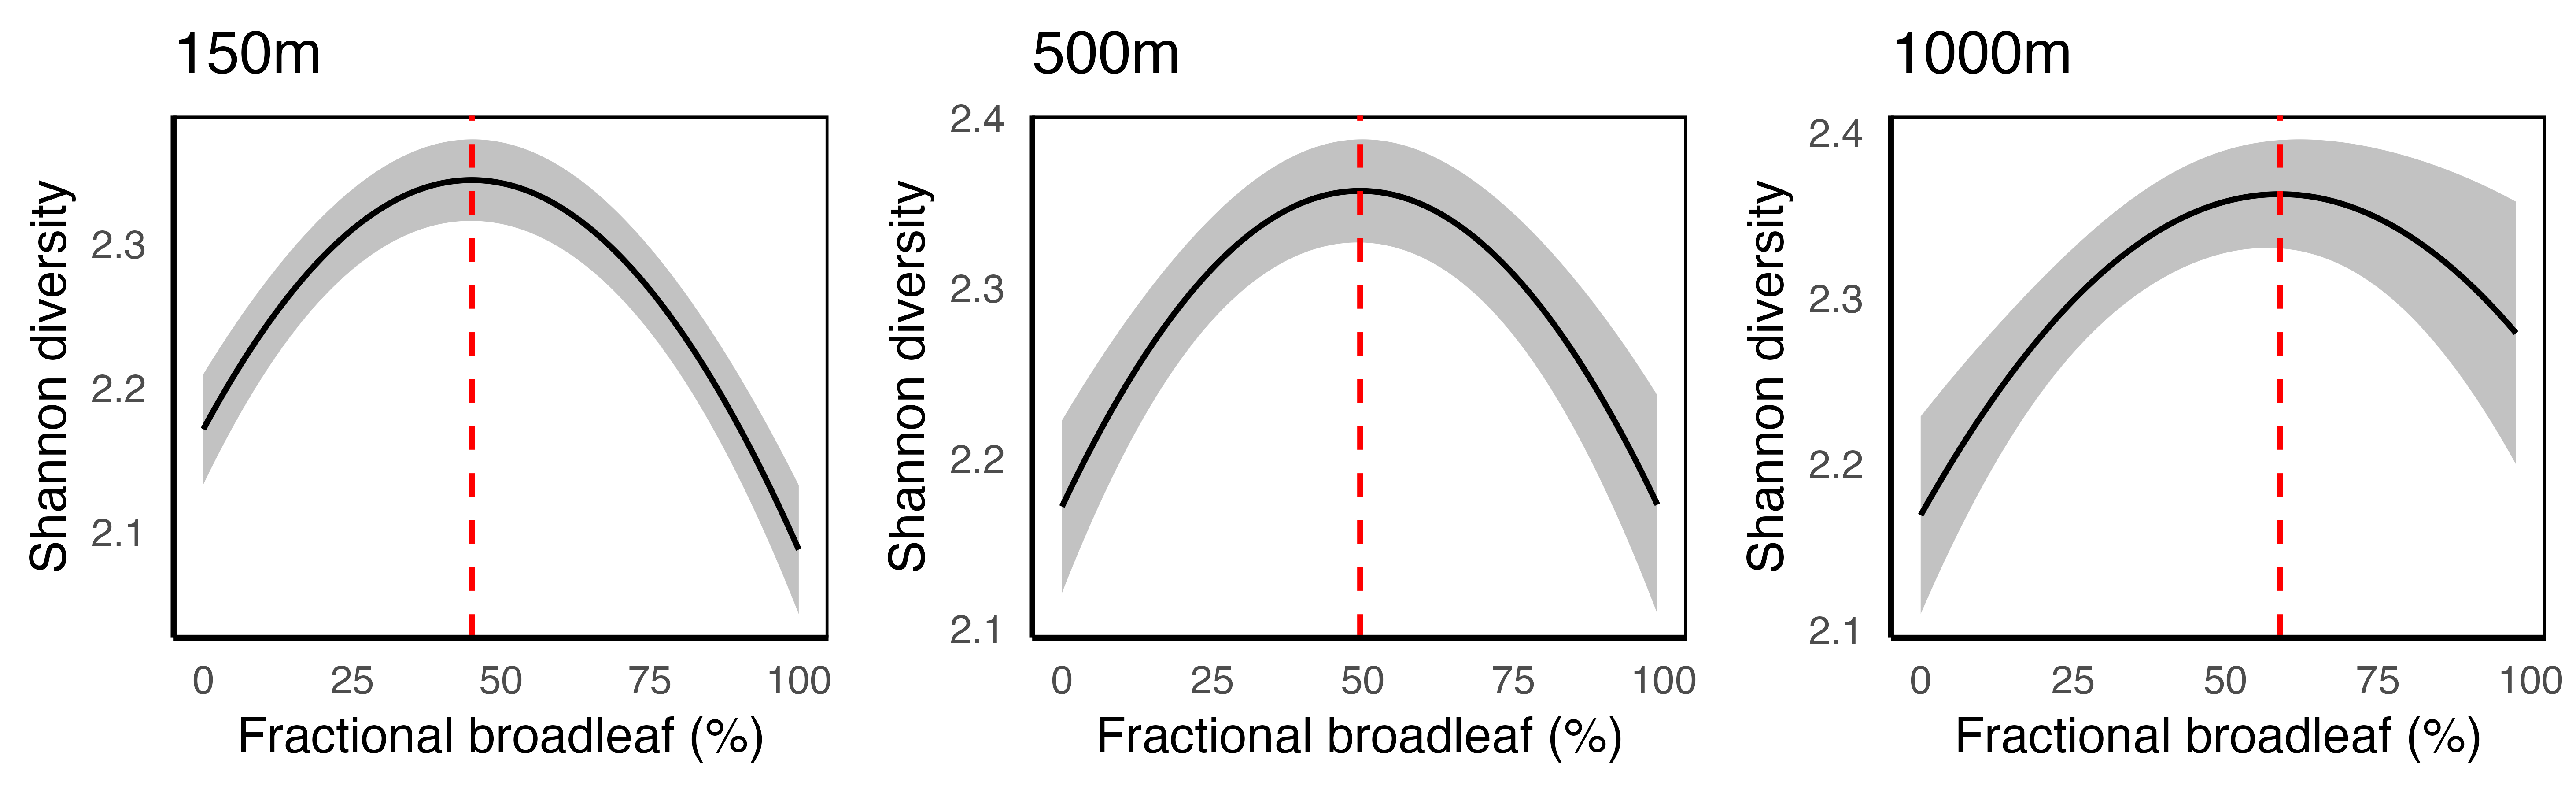 150m
Shannon diversity
2.3
2.2
2.1
0 25 50 75 100
Fractional broadleaf (%)
500m
Shannon diversity
2.4
2.3
2.2
2.1
0 25 50 75 100
Fractional broadleaf (%)
1000m
Shannon diversity
2.4
2.3
2.2
2.1
0 25 50 75 100
Fractional broadleaf (%)